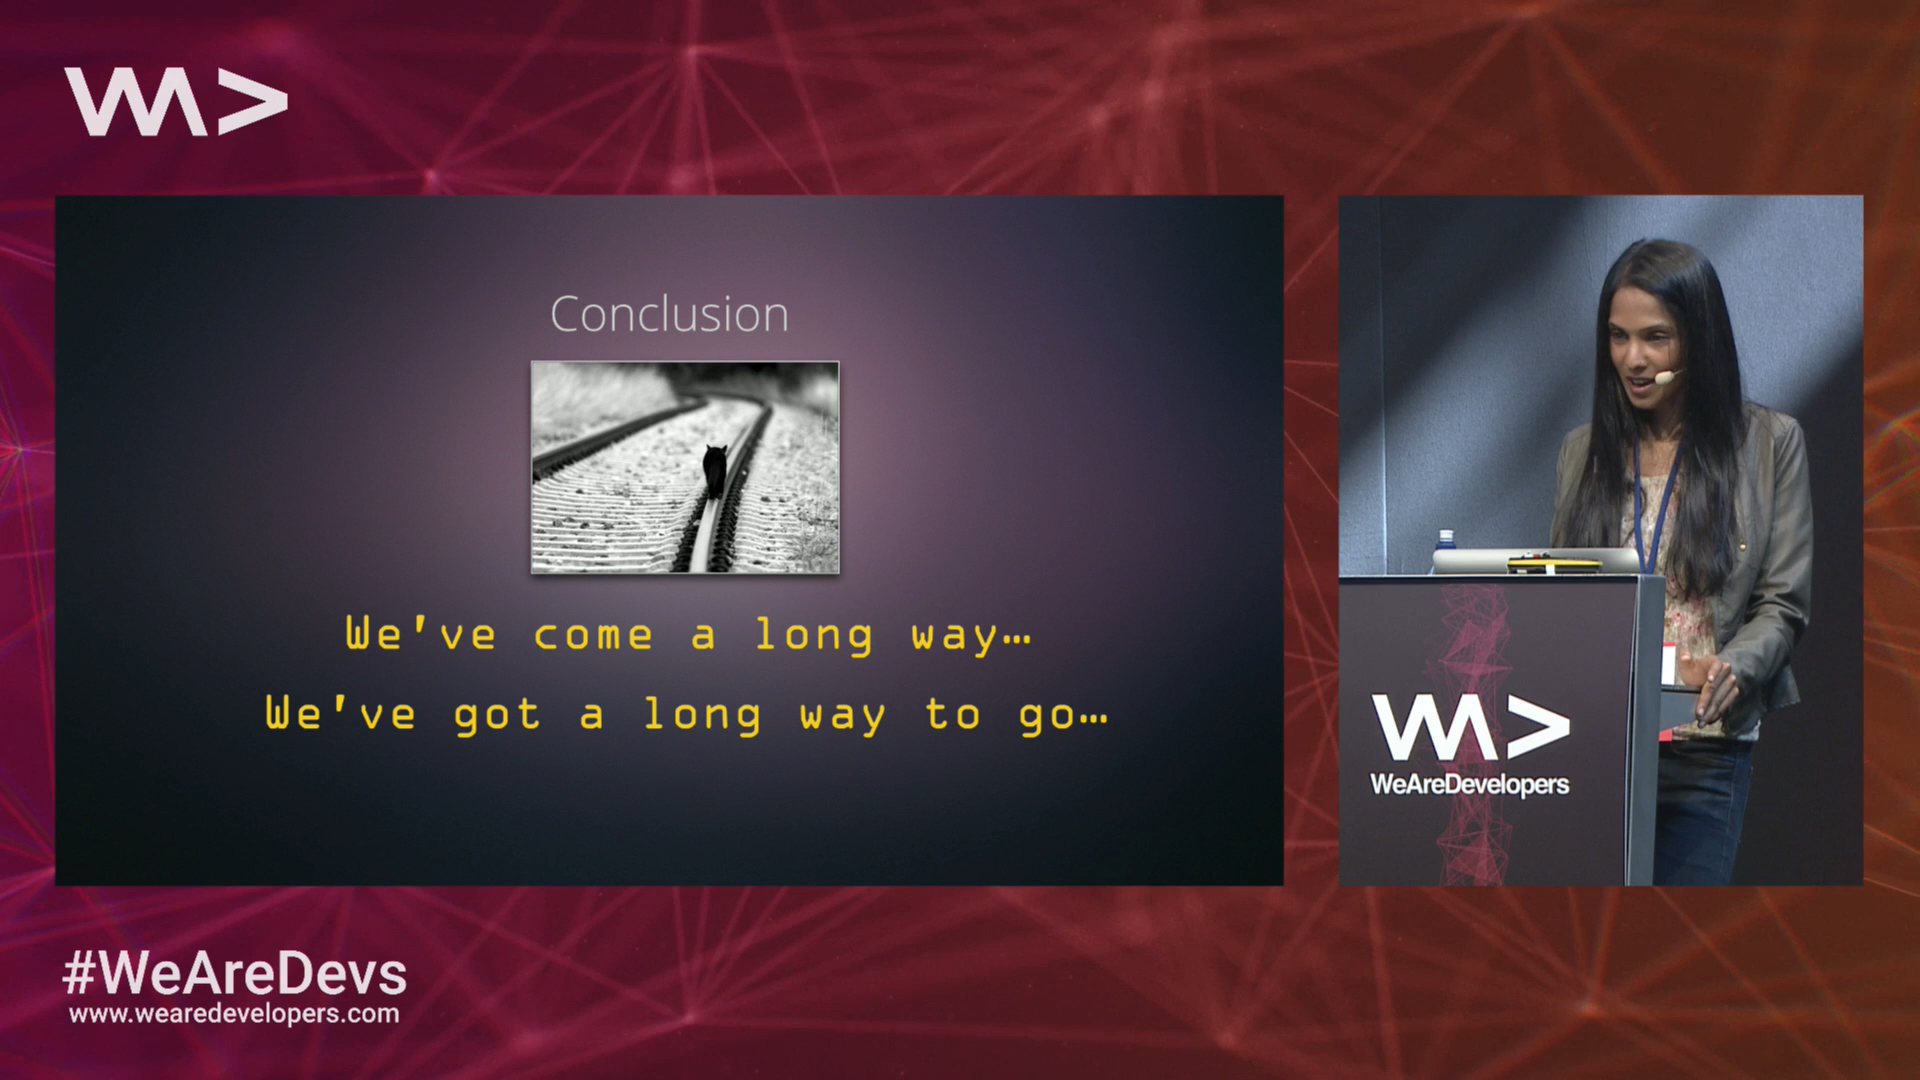 WA>
Conclusion
We've come a long way…
We've got a long way to go…
WA>
WeAreDevelopers
#WeAreDevs
www.wearedevelopers.com